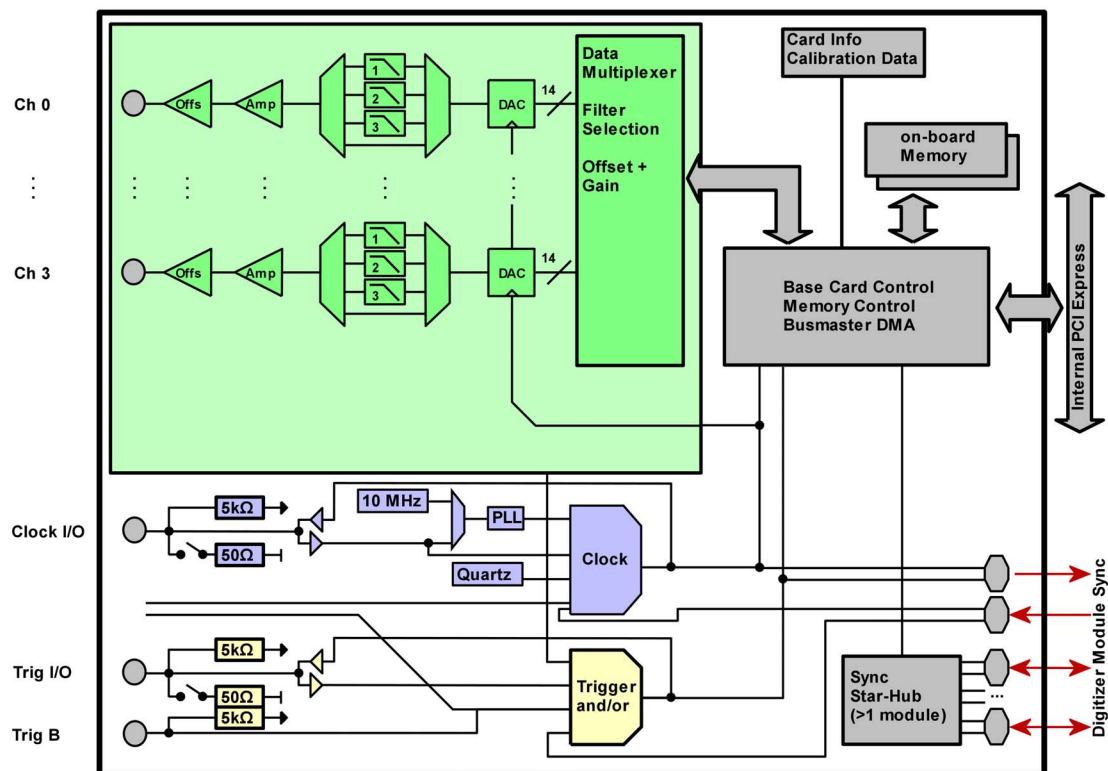 Card Info
Calibration Data
Data
Multiplexer
Filter
Selection
Offset +
Gain
Ch 0
Offs
Amp
1
2
3
DAC
14
on-board
Memory
Ch 3
Offs
Amp
1
2
3
DAC
14
Base Card Control
Memory Control
Busmaster DMA
Internal PCI Express
Clock I/O
5kΩ
50Ω
10 MHz
PLL
Quartz
Clock
Trig I/O
5kΩ
50Ω
5kΩ
Trig B
Trigger
and/or
Sync
Star-Hub
(>1 module)
...
Digitizer Module Sync